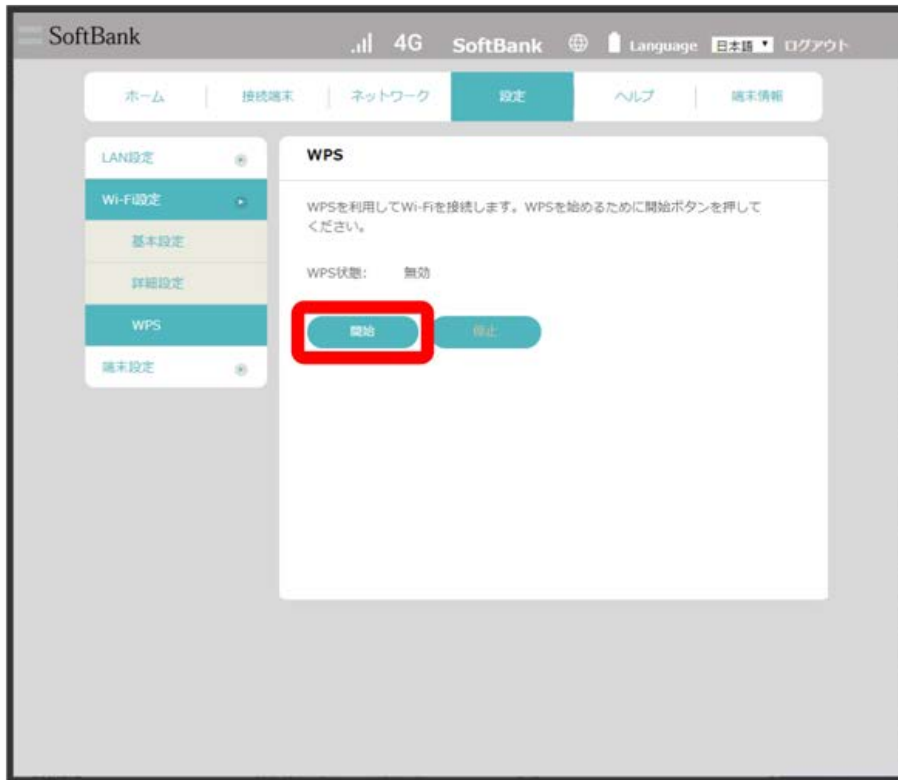 SoftBank
4G SoftBank Language 日本語 ログアウト
ホーム 接続端末 ネットワーク 設定 ヘルプ 端末情報
LAN設定
Wi-Fi設定
基本設定
詳細設定
WPS
端末設定
WPS
WPSを利用してWi-Fiを接続します。WPSを始めるために開始ボタンを押して
ください。
WPS状態: 無効
開始 停止